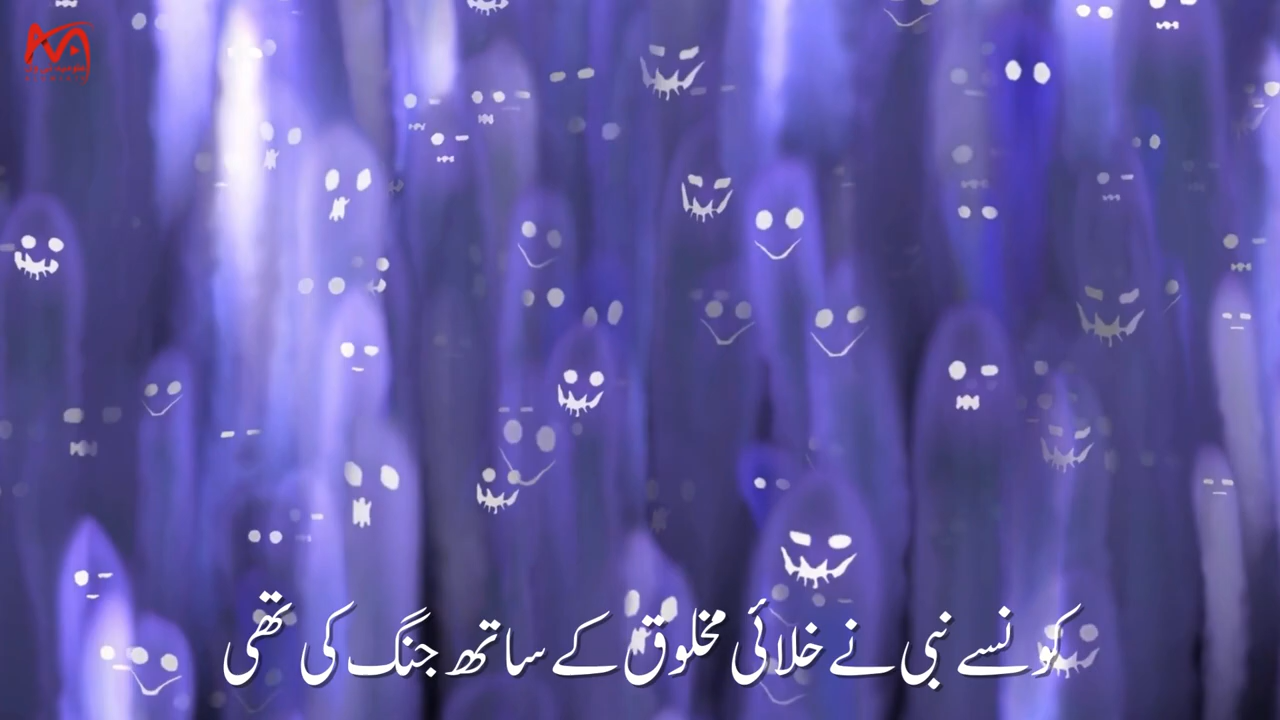 کونسے نبی نے خلائی مخلوق کے ساتھ جنگ کی تھی